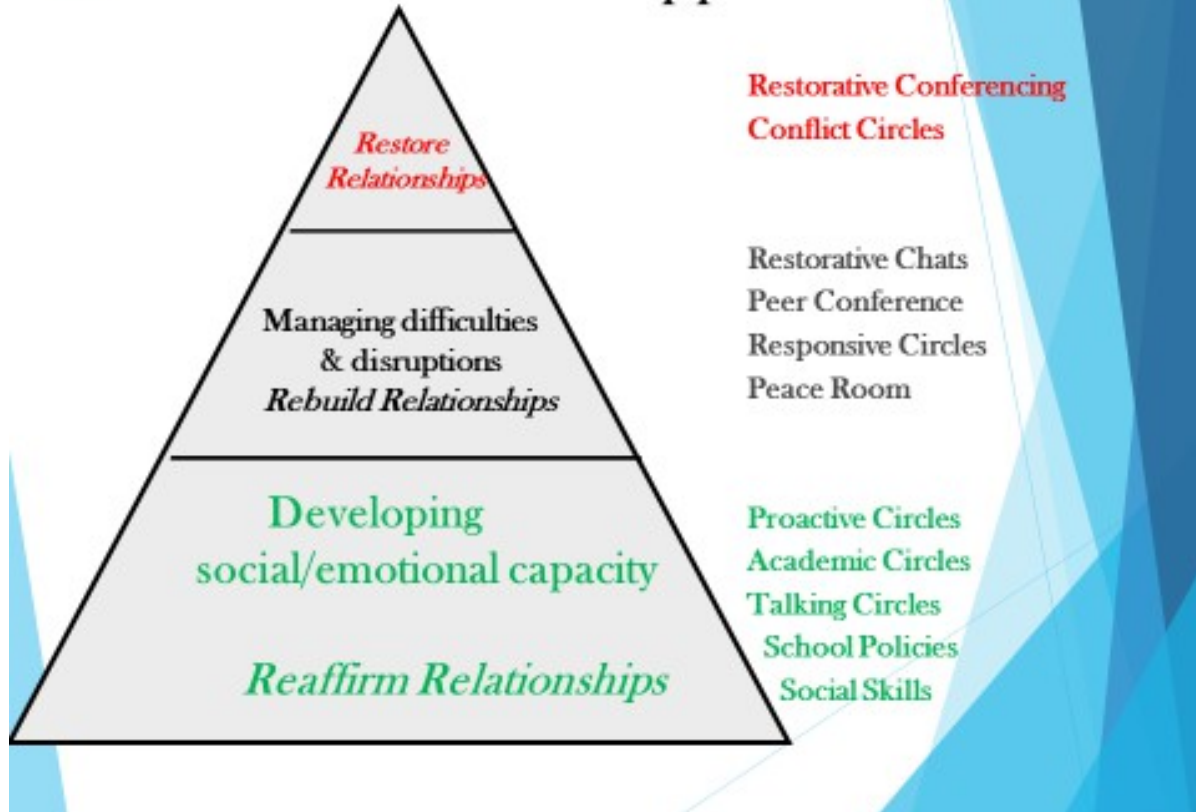 Restore
Relationships
Managing difficulties
& disruptions
Rebuild Relationships
Developing
social/emotional capacity
Reaffirm Relationships
Restorative Conferencing
Conflict Circles
Restorative Chats
Peer Conference
Responsive Circles
Peace Room
Proactive Circles
Academic Circles
Talking Circles
School Policies
Social Skills